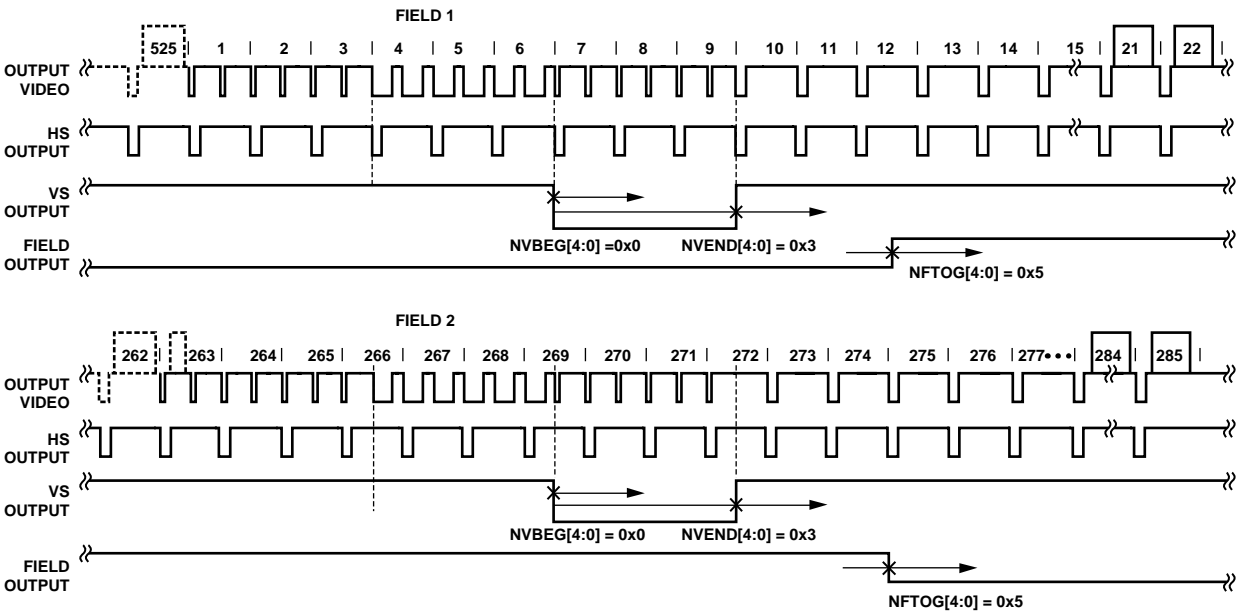 FIELD 1
525 1 2 3 4 5 6 7 8 9 10 11 12 13 14 15 21 22
OUTPUT
VIDEO
HS
OUTPUT
VS
OUTPUT
NVBEG[4:0] =0x0 NVEND[4:0] = 0x3
FIELD
OUTPUT
NFTOG[4:0] = 0x5
FIELD 2
262 263 264 265 266 267 268 269 270 271 272 273 274 275 276 277••• 284 285
OUTPUT
VIDEO
HS
OUTPUT
VS
OUTPUT
NVBEG[4:0] = 0x0 NVEND[4:0] = 0x3
FIELD
OUTPUT
NFTOG[4:0] = 0x5